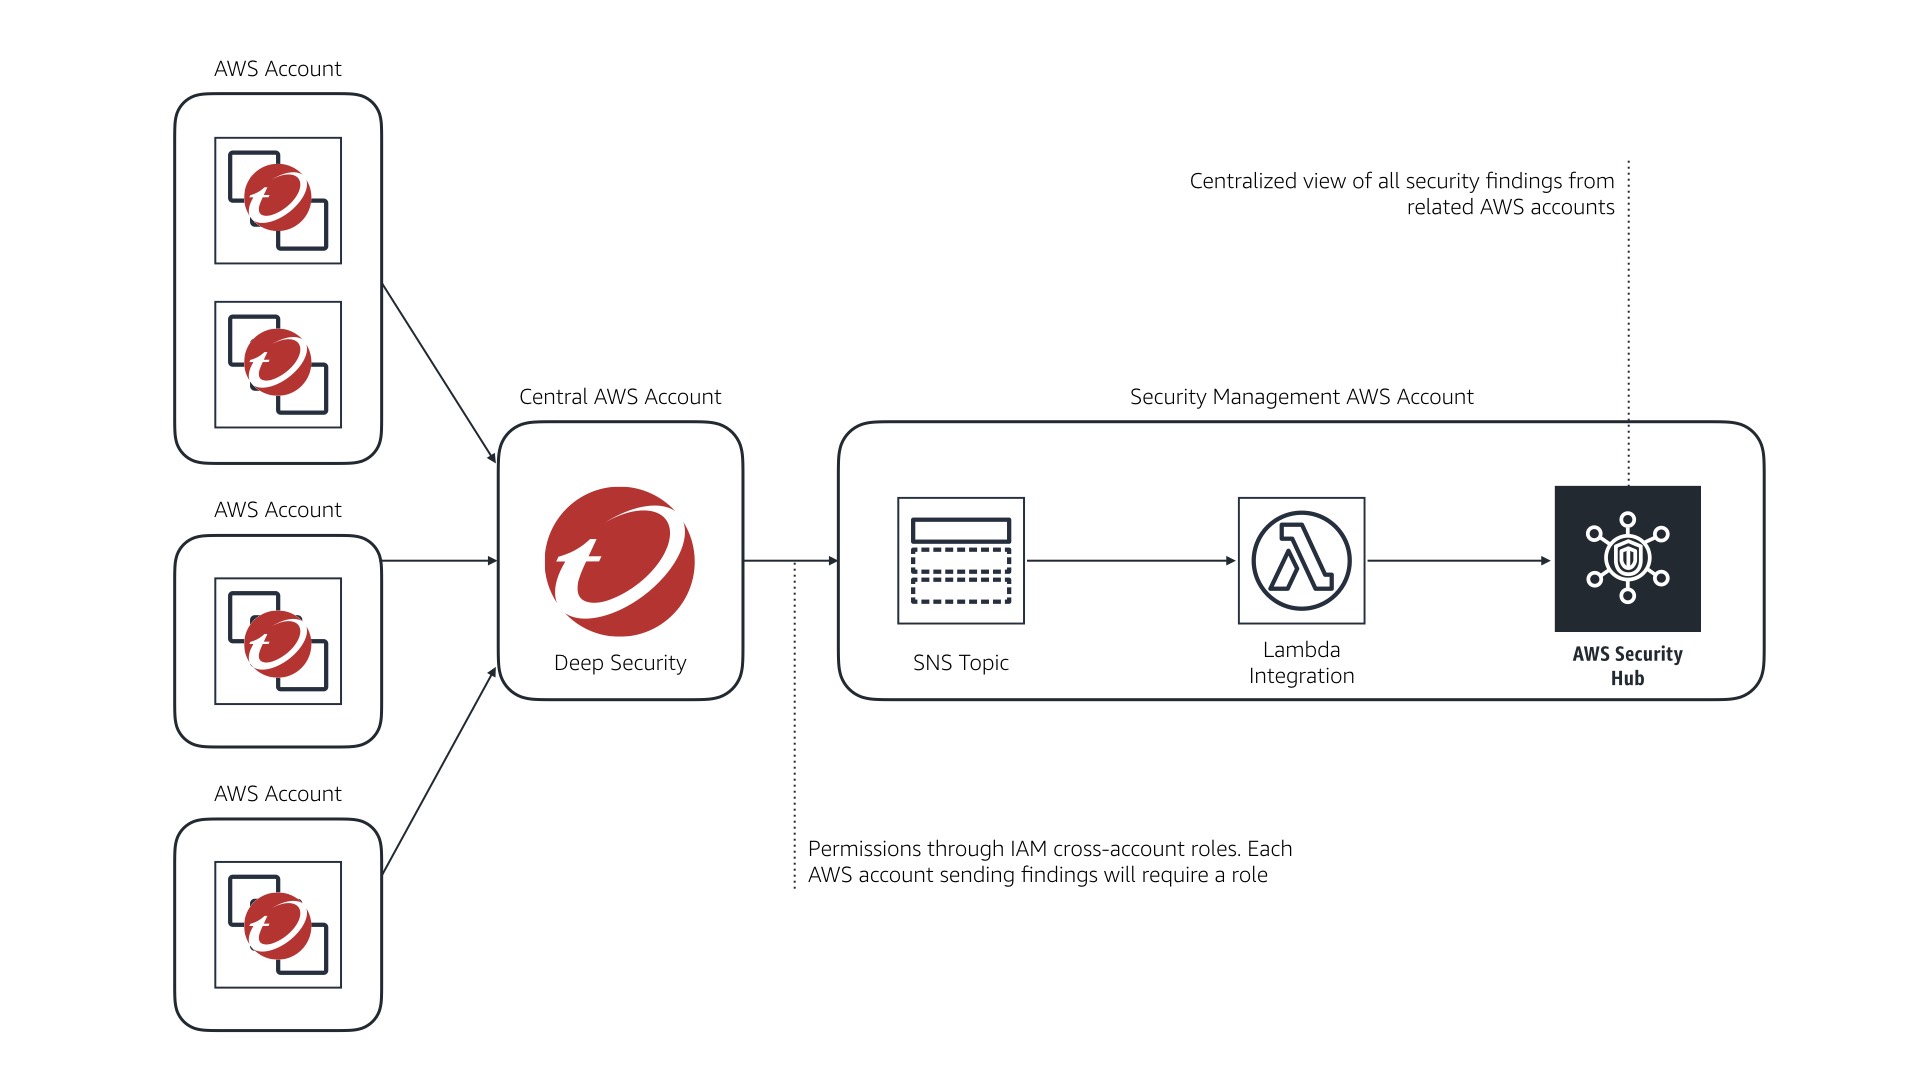 AWS Account
Centralized view of all security findings from
related AWS accounts
Central AWS Account
Security Management AWS Account
AWS Account
Deep Security
SNS Topic
Lambda
Integration
AWS Security
Hub
AWS Account
Permissions through IAM cross-account roles. Each
AWS account sending findings will require a role